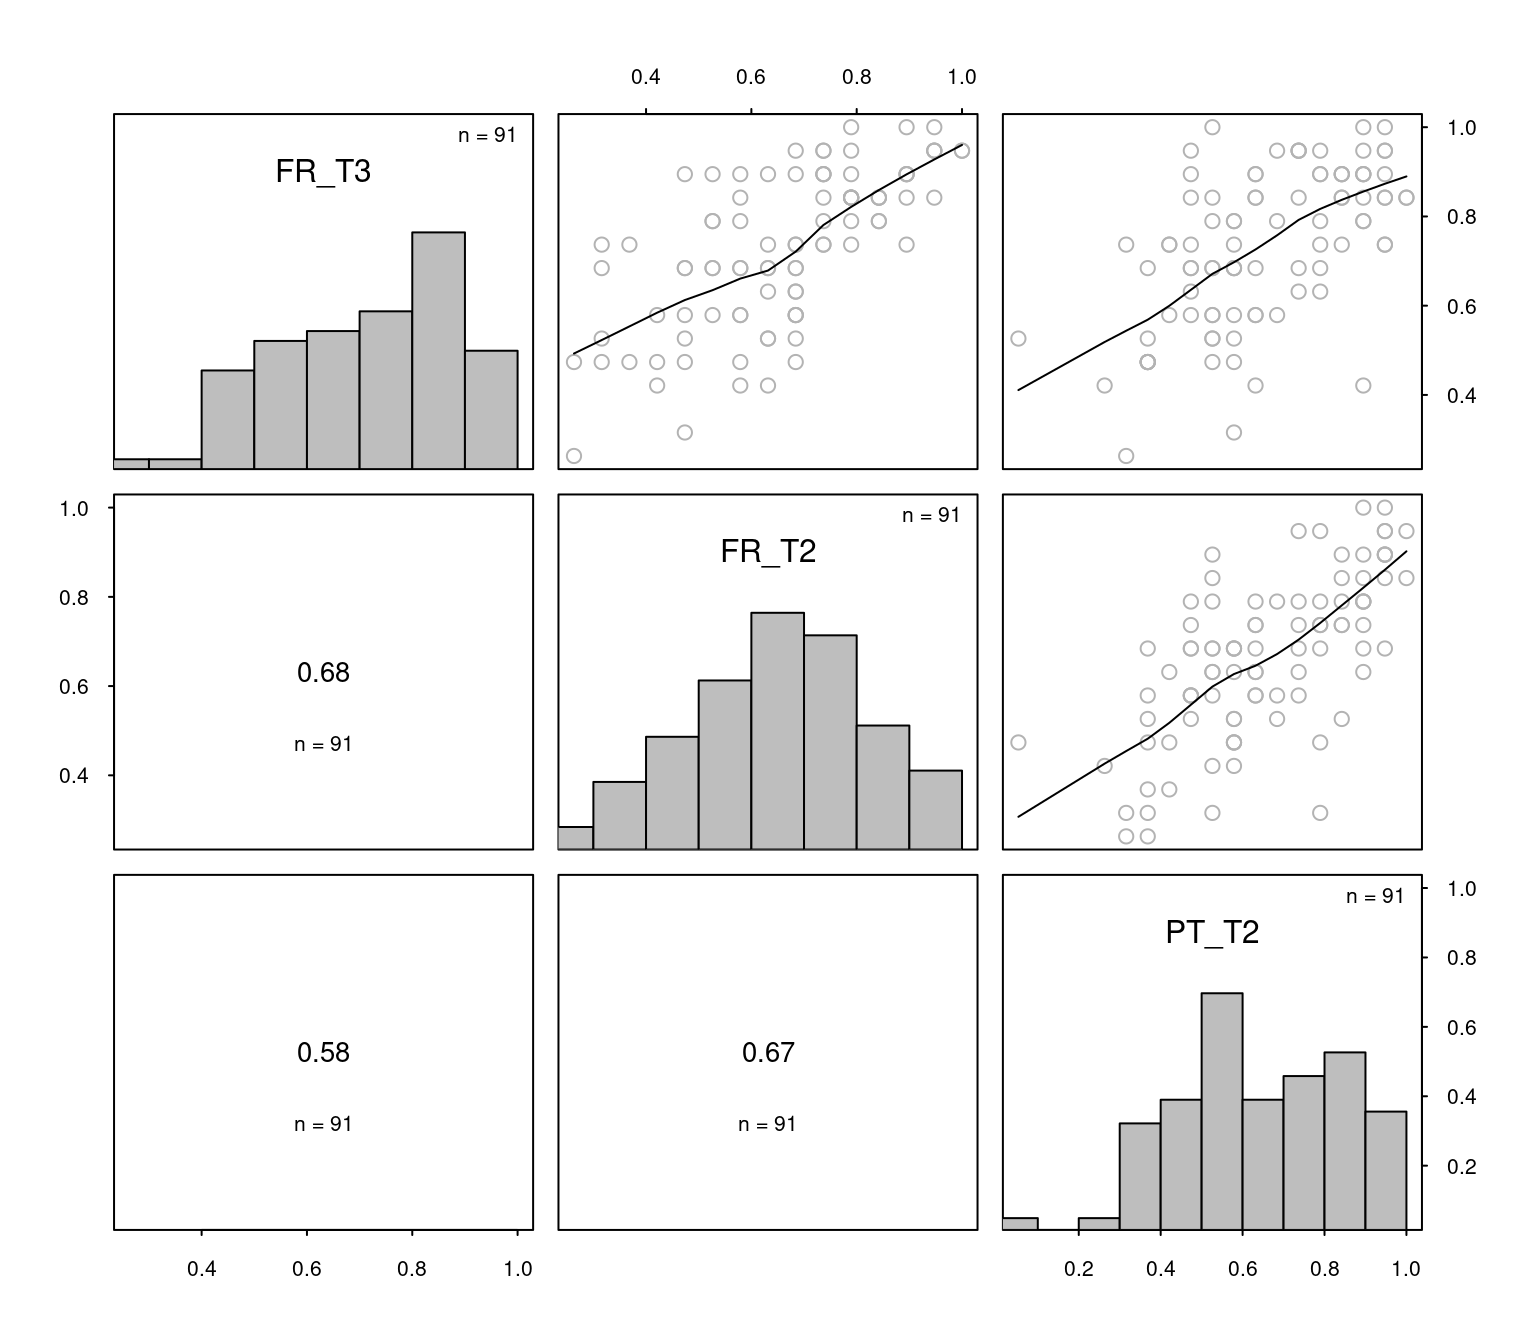 0.4 0.6 0.8 1.0
n = 91 1.0
FR_T3
0.8
0.6
0.4
1.0 n = 91
FR_T2
0.8
0.68
0.6
n = 91
0.4
1.0
n = 91
PT_T2
0.8
0.58 0.67
0.6
n = 91 n = 91
0.4
0.2
0.4 0.6 0.8 1.0 0.2 0.4 0.6 0.8 1.0